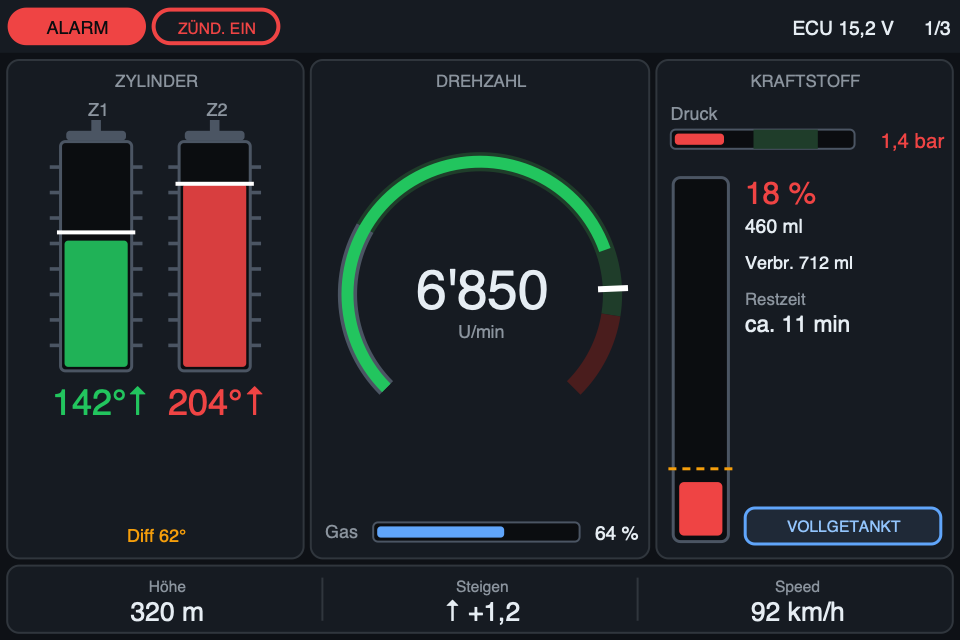 ALARM
ZÜND. EIN
ECU 15,2 V
1/3
ZYLINDER
Z1
Z2
142°↑
204°↑
Diff 62°
DREHZAHL
6'850
U/min
Gas
64 %
KRAFTSTOFF
Druck
1,4 bar
18 %
460 ml
Verbr. 712 ml
Restzeit
ca. 11 min
VOLLGETANKT
Höhe
320 m
Steigen
↑ +1,2
Speed
92 km/h